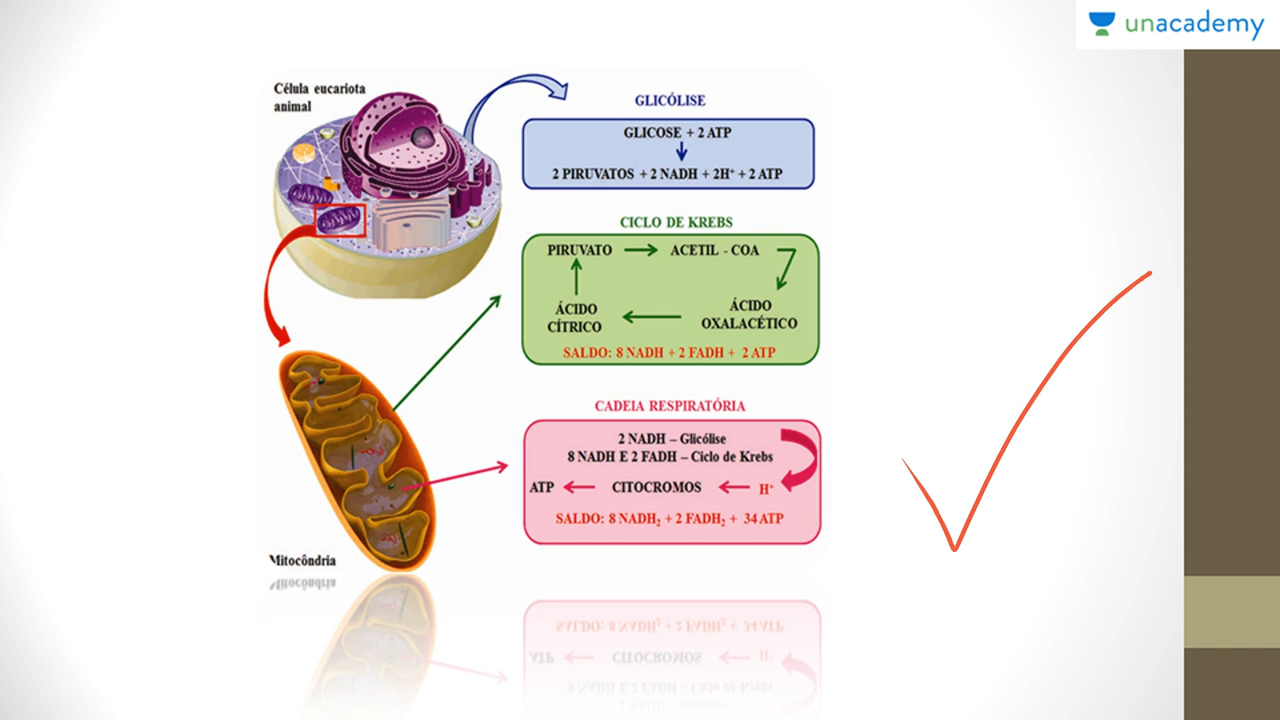 unacademy
Célula eucariota
animal
GLICÓLISE
GLICOSE + 2 ATP
2 PIRUVATOS + 2 NADH + 2H⁺ + 2 ATP
CICLO DE KREBS
PIRUVATO
ACETIL - COA
ÁCIDO
CÍTRICO
ÁCIDO
OXALACÉTICO
SALDO: 8 NADH + 2 FADH + 2 ATP
CADEIA RESPIRATÓRIA
2 NADH – Glicólise
8 NADH E 2 FADH – Ciclo de Krebs
ATP
CITOCROMOS
H⁺
SALDO: 8 NADH₂ + 2 FADH₂ + 34 ATP
Mitocôndria